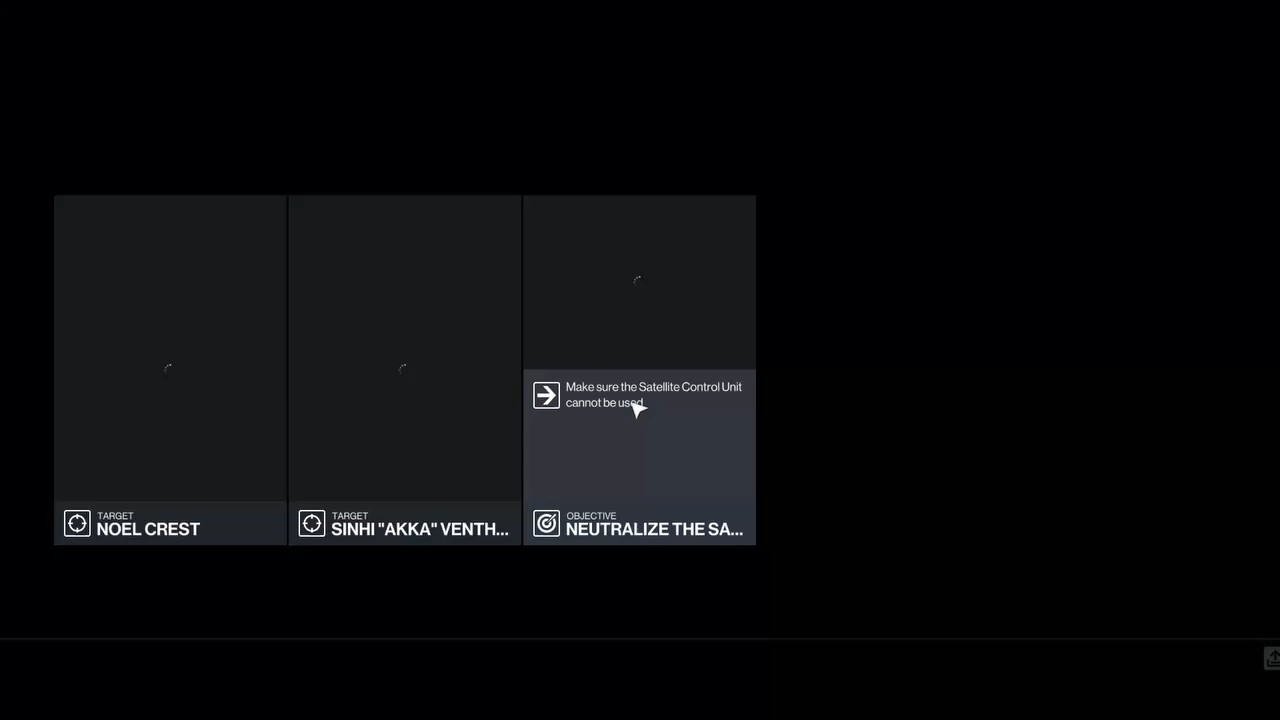 Make sure the Satellite Control Unit
cannot be used
TARGET
NOEL CREST
TARGET
SINHI "AKKA" VENTH...
OBJECTIVE
NEUTRALIZE THE SA...